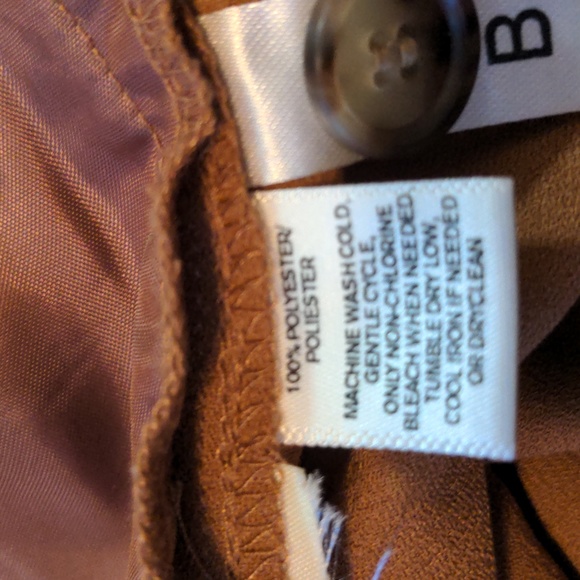 B
100% POLYESTER/
POLIESTER
MACHINE WASH COLD,
GENTLE CYCLE,
ONLY NON-CHLORINE
BLEACH WHEN NEEDED,
TUMBLE DRY LOW,
COOL IRON IF NEEDED
OR DRYCLEAN